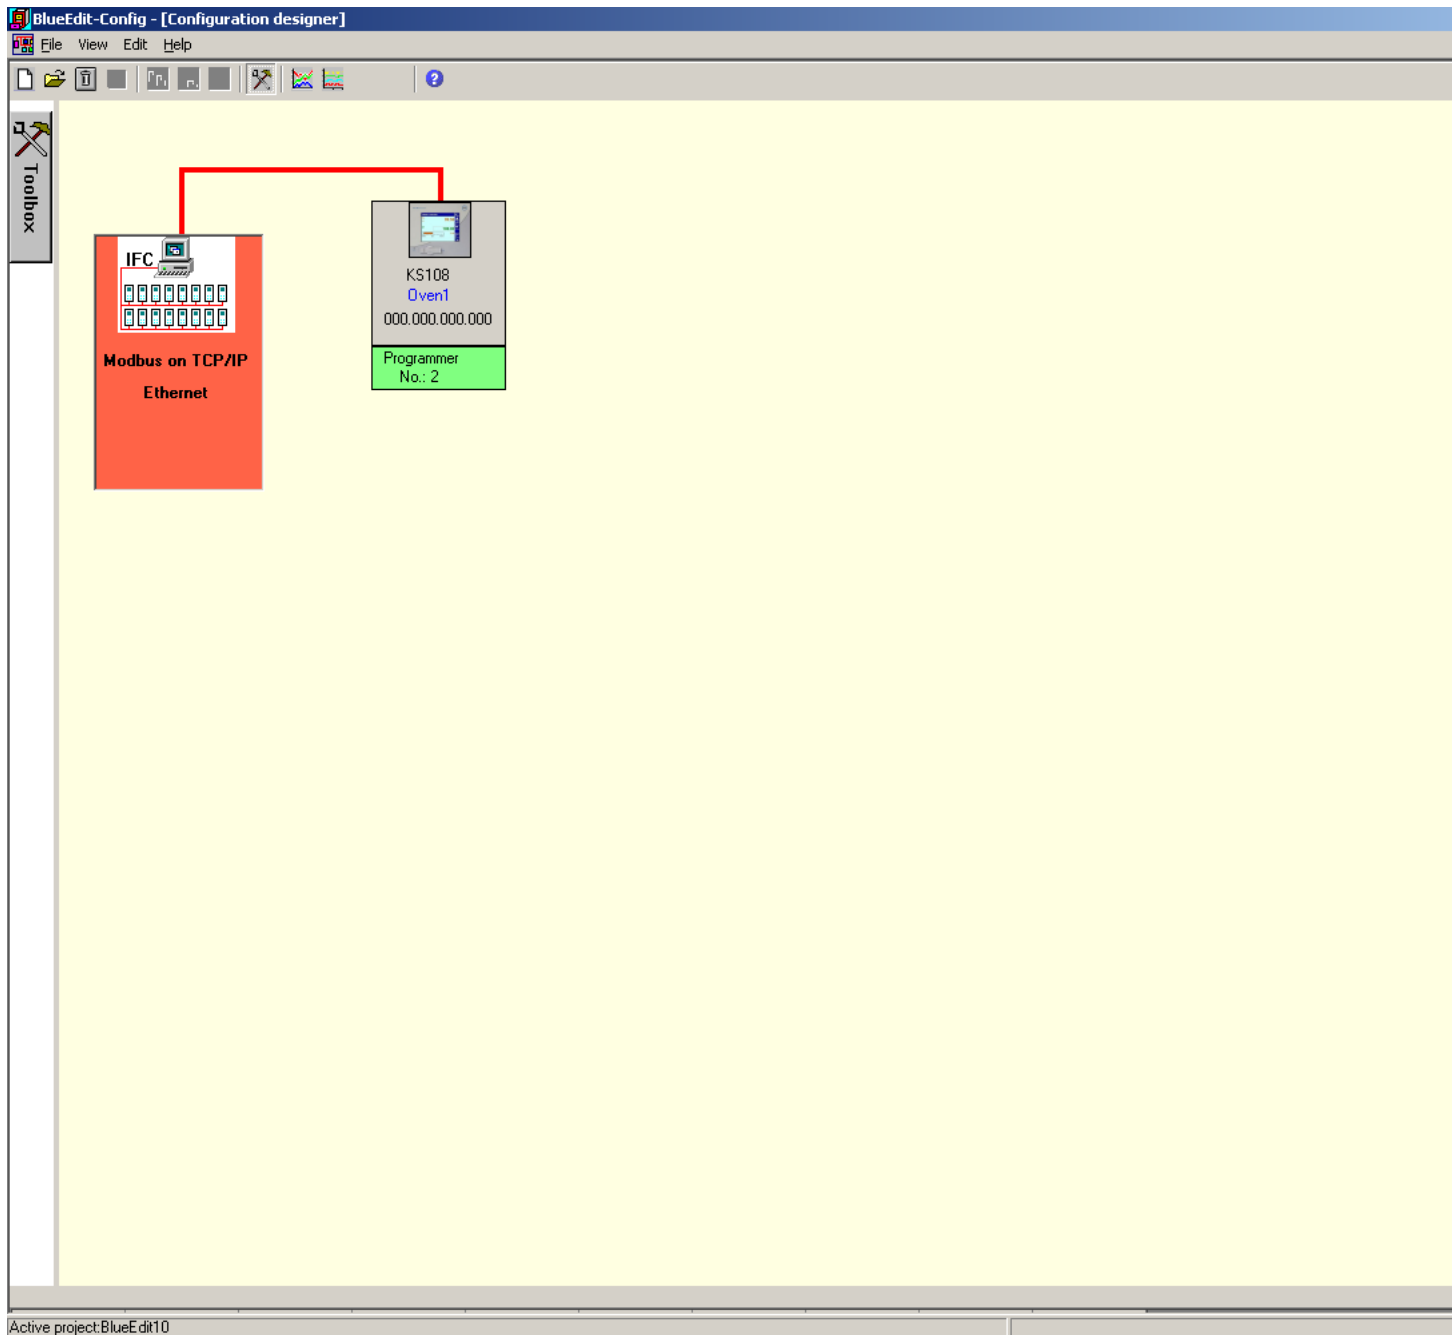 BlueEdit-Config - [Configuration designer]
File View Edit Help
Toolbox
IFC
Modbus on TCP/IP
Ethernet
KS108
Oven1
000.000.000.000
Programmer
No.: 2
Active project:BlueEdit10